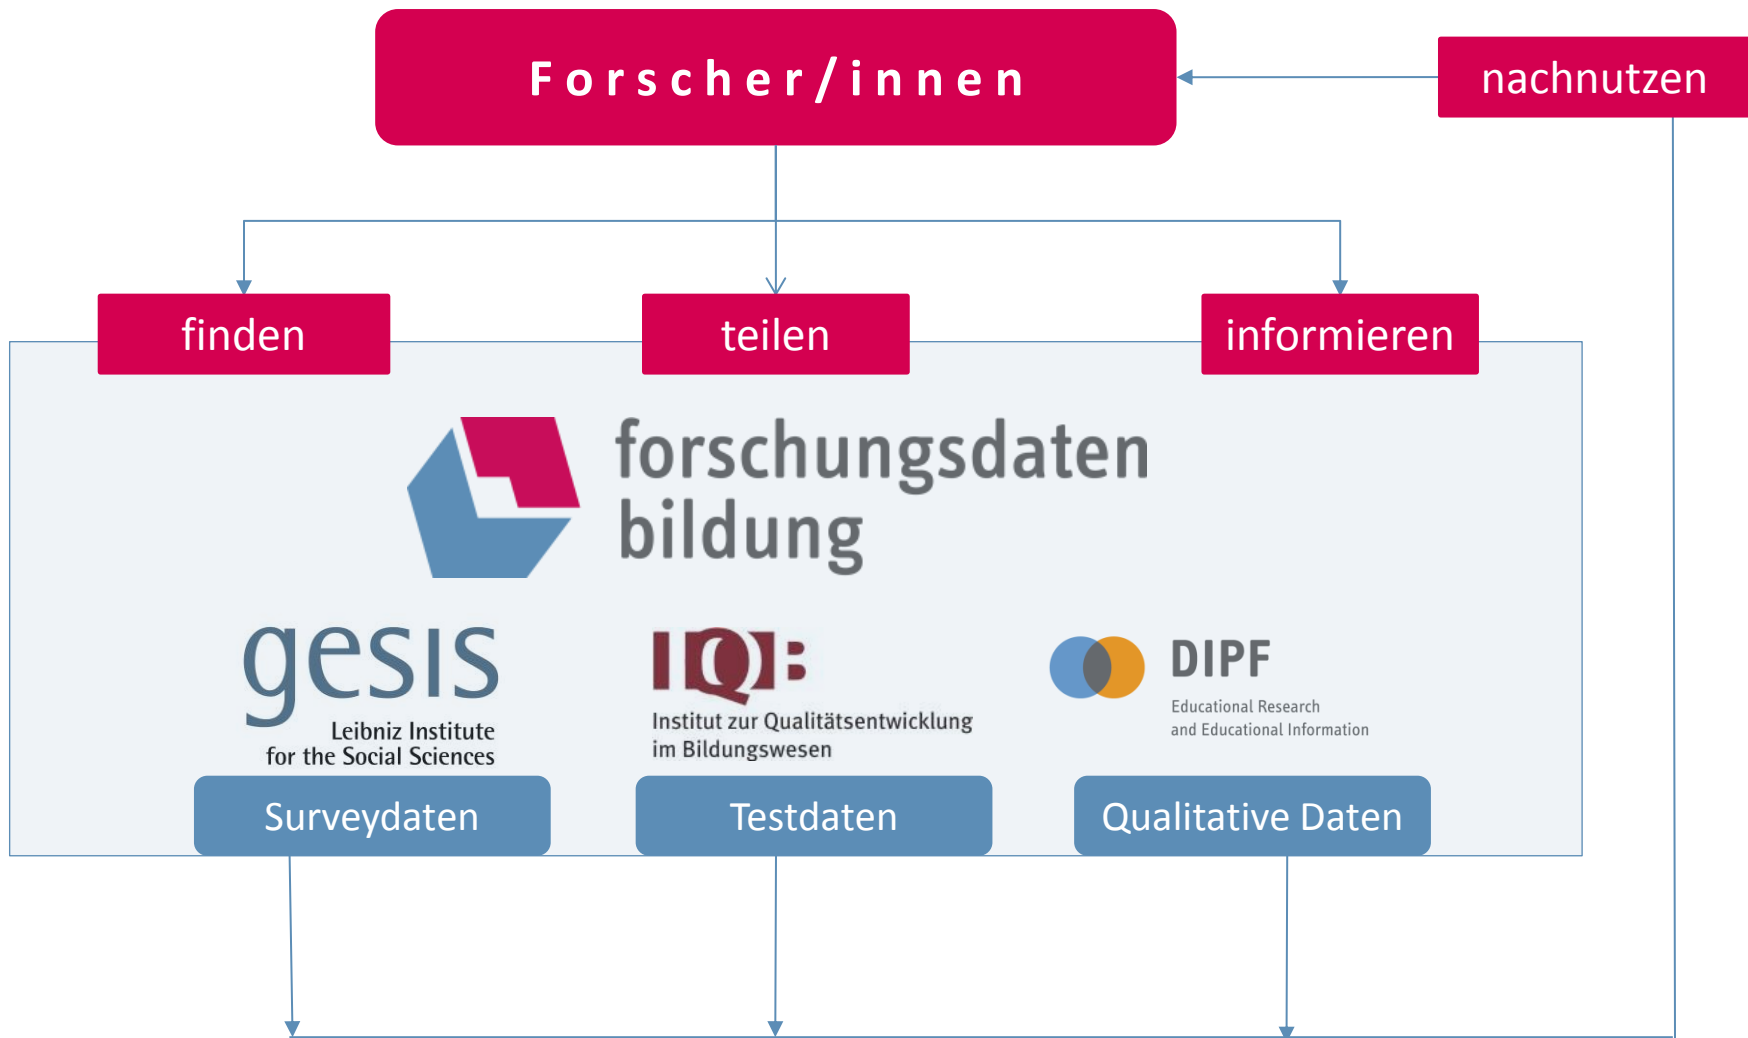 Forscher/innen
nachnutzen
finden
teilen
informieren
forschungsdaten
bildung
gesis
Leibniz Institute
for the Social Sciences
IQB
Institut zur Qualitätsentwicklung
im Bildungswesen
DIPF
Educational Research
and Educational Information
Surveydaten
Testdaten
Qualitative Daten